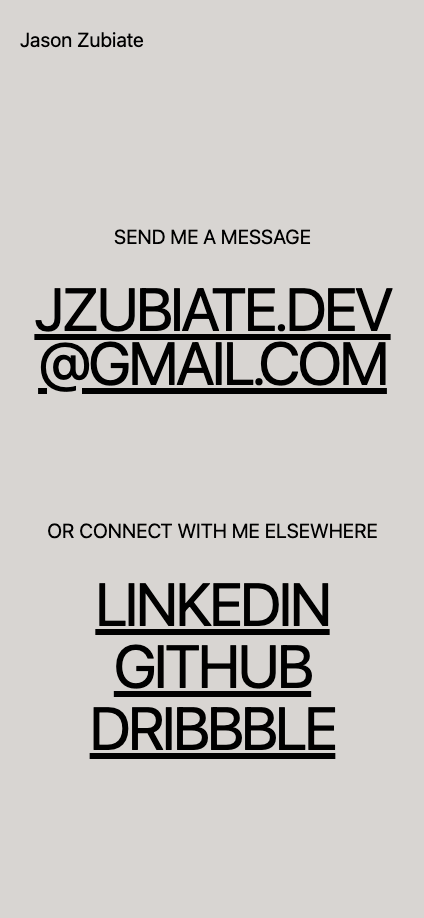 Jason Zubiate
SEND ME A MESSAGE
JZUBIATE.DEV
@GMAIL.COM
OR CONNECT WITH ME ELSEWHERE
LINKEDIN
GITHUB
DRIBBBLE